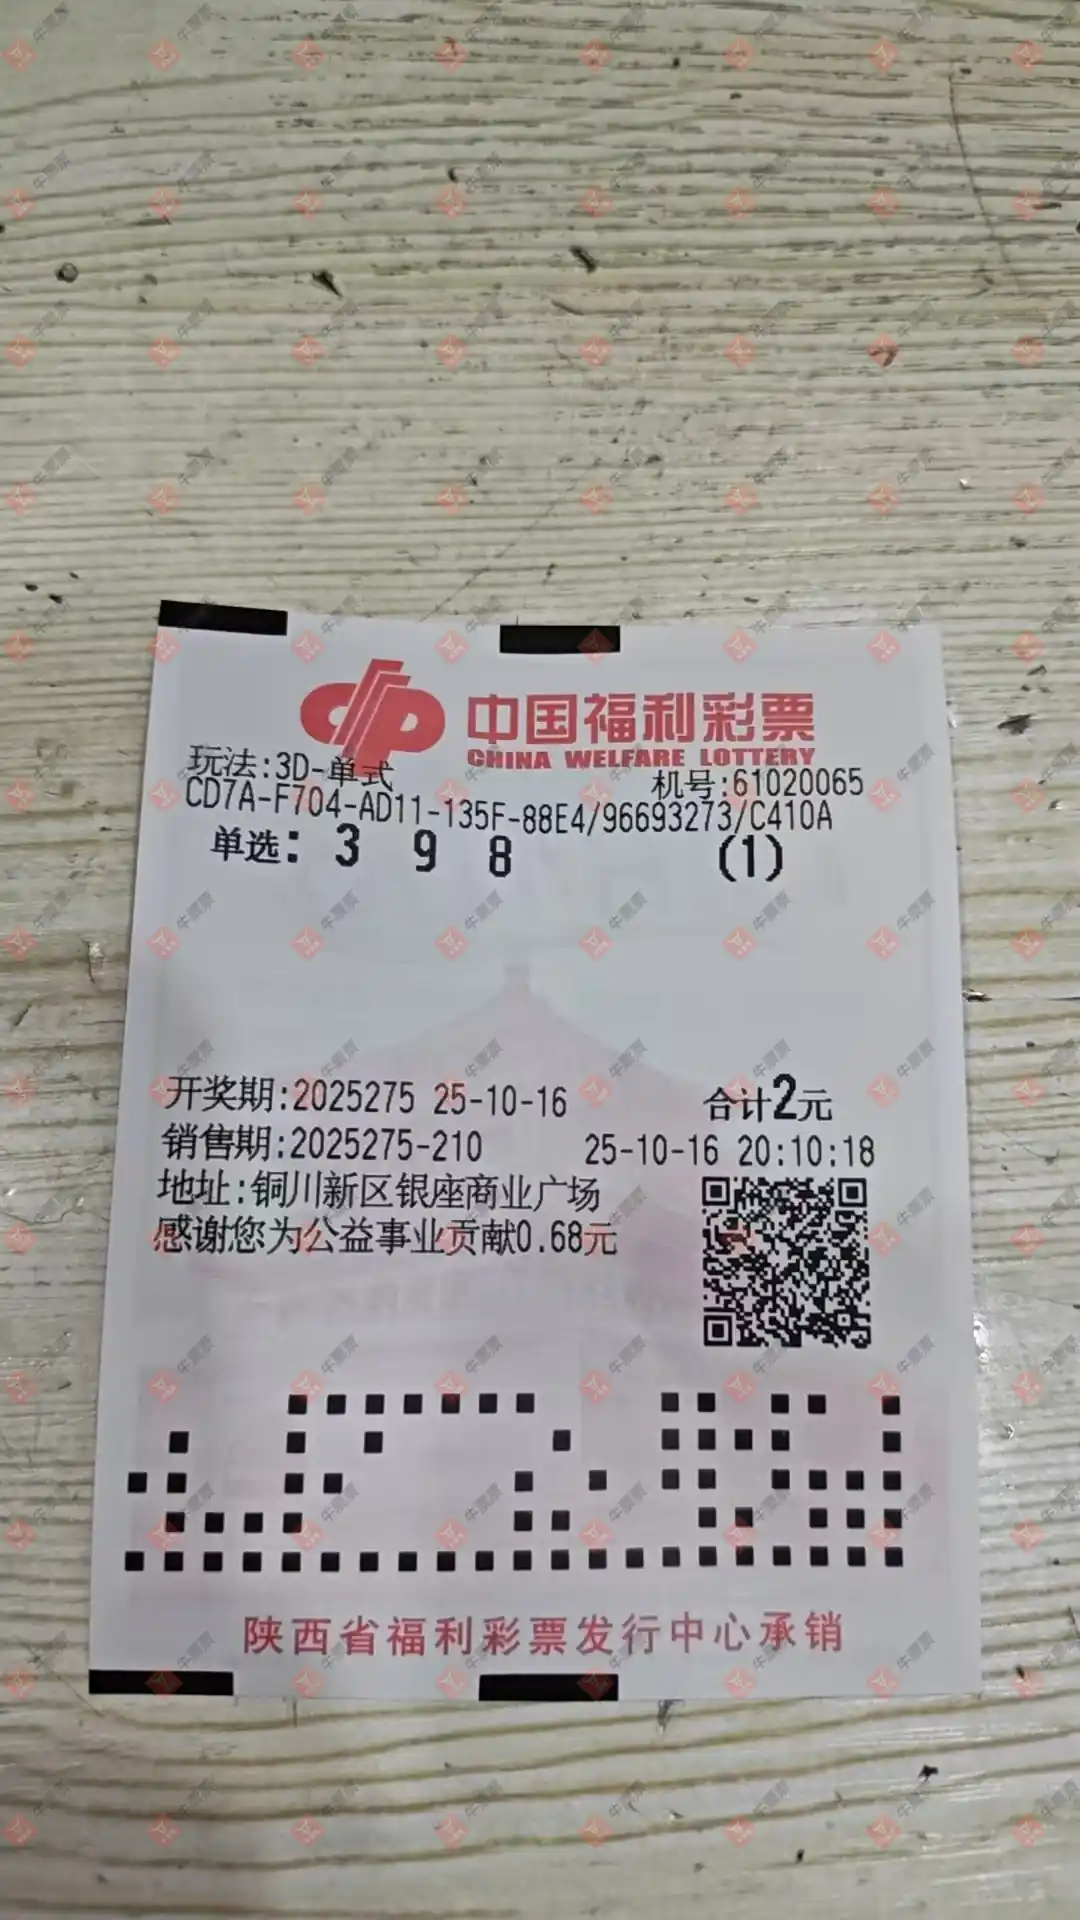 中国福利彩票
CHINA WELFARE LOTTERY
玩法:3D-单式 机号:61020065
CD7A-F704-AD11-135F-88E4/96693273/C410A
单选: 3 9 8 (1)
开奖期:2025275 25-10-16 合计2元
销售期:2025275-210 25-10-16 20:10:18
地址:铜川新区银座商业广场
感谢您为公益事业贡献0.68元
陕西省福利彩票发行中心承销